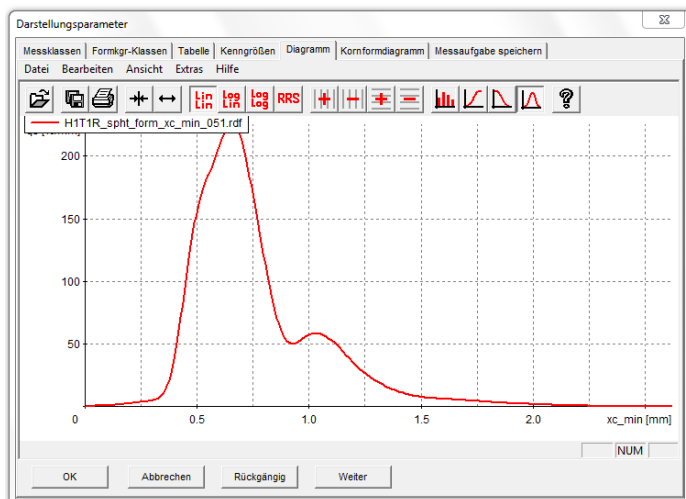 Darstellungsparameter
Messklassen Formkgr-Klassen Tabelle Kenngrößen Diagramm Kornformdiagramm Messaufgabe speichern
Datei Bearbeiten Ansicht Extras Hilfe
Lin Lin Log Lin Log Log RRS
H1T1R_spht_form_xc_min_051.rdf
200
150
100
50
0 0.5 1.0 1.5 2.0 xc_min [mm]
NUM
OK Abbrechen Rückgängig Weiter